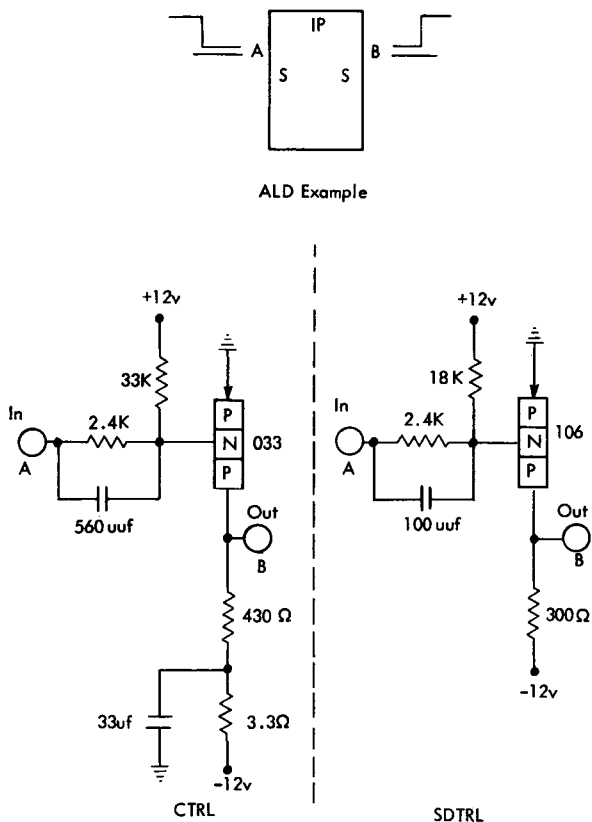 IP
A
B
S
S
ALD Example
+12v
33K
In
2.4K
A
P
N
P
033
560 uuf
Out
B
430 Ω
33uf
3.3Ω
-12v
CTRL
+12v
18K
In
2.4K
A
P
N
P
106
100 uuf
Out
B
300Ω
-12v
SDTRL